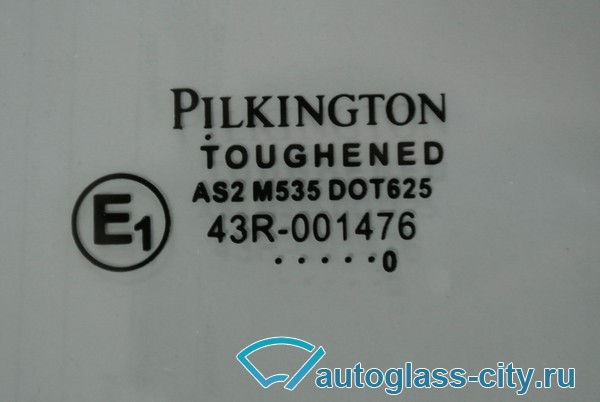 PILKINGTON
TOUGHENED
AS2 M535 DOT625
E1 43R-001476
.....0
autoglass-city.ru